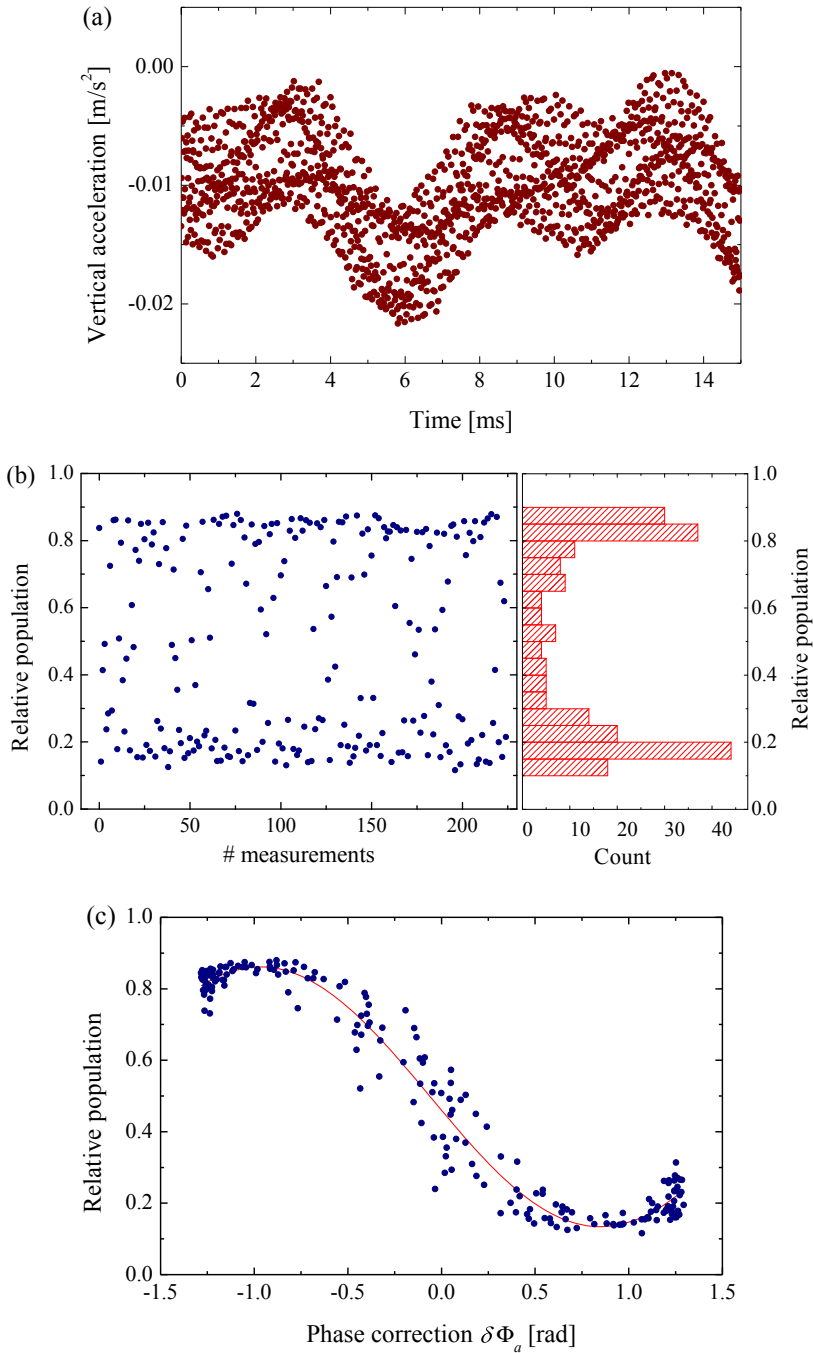 (a)
Vertical acceleration [m/s²]
0.00
-0.01
-0.02
0 2 4 6 8 10 12 14
Time [ms]
(b)
Relative population
1.0
0.8
0.6
0.4
0.2
0.0
0 50 100 150 200
# measurements
0 10 20 30 40
Count
1.0
0.8
0.6
0.4
0.2
0.0
Relative population
(c)
Relative population
1.0
0.8
0.6
0.4
0.2
0.0
-1.5 -1.0 -0.5 0.0 0.5 1.0 1.5
Phase correction δΦₐ [rad]